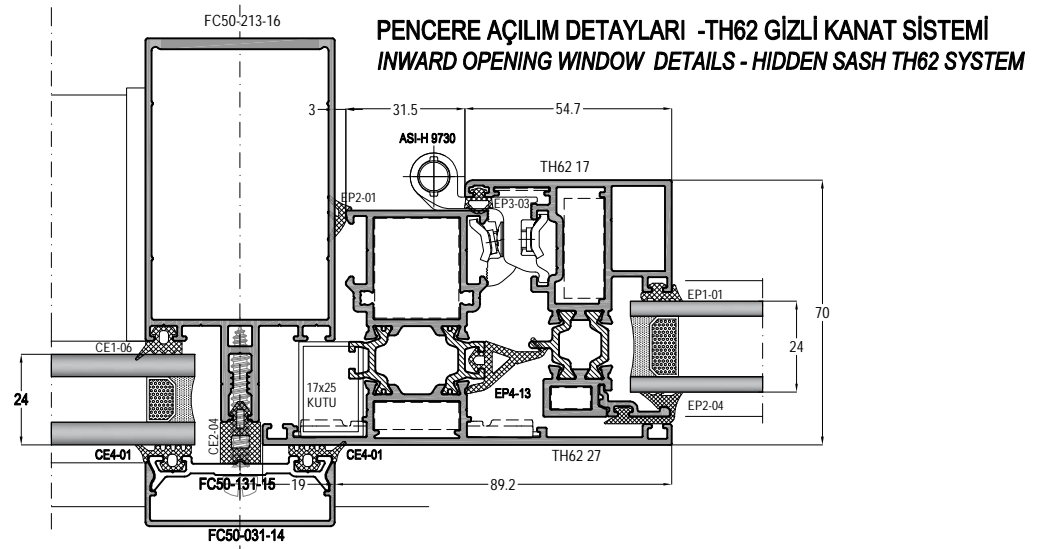 FC50-213-16
PENCERE AÇILIM DETAYLARI -TH62 GİZLİ KANAT SİSTEMİ
INWARD OPENING WINDOW DETAILS - HIDDEN SASH TH62 SYSTEM
3
31.5
54.7
ASI-H 9730
TH62 17
EP2-01
EP3-03
EP1-01
70
CE1-06
24
24
17x25
KUTU
EP4-13
EP2-04
CE2-04
CE4-01
CE4-01
TH62 27
FC50-131-15
19
89.2
FC50-031-14